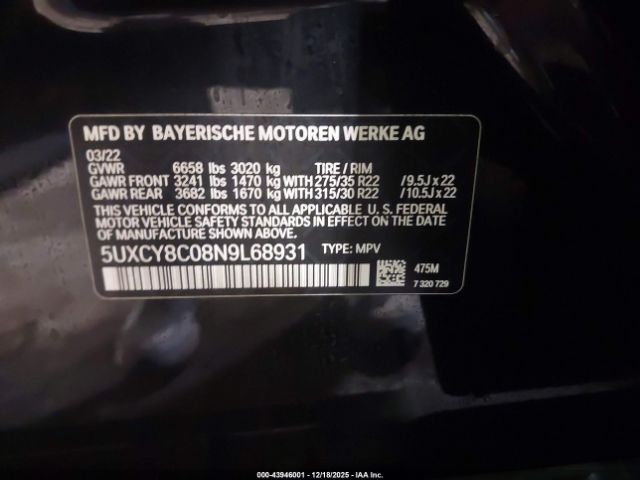 MFD BY BAYERISCHE MOTOREN WERKE AG
03/22
GVWR 6658 lbs 3020 kg TIRE / RIM
GAWR FRONT 3241 lbs 1470 kg WITH 275/35 R22 /9.5J x 22
GAWR REAR 3682 lbs 1670 kg WITH 315/30 R22 /10.5J x 22
THIS VEHICLE CONFORMS TO ALL APPLICABLE U. S. FEDERAL
MOTOR VEHICLE SAFETY STANDARDS IN EFFECT ON THE DATE
OF MANUFACTURE SHOWN ABOVE.
5UXCY8C08N9L68931 TYPE: MPV
475M
7 320 729
000-43946001 - 12/18/2025 - IAA Inc.